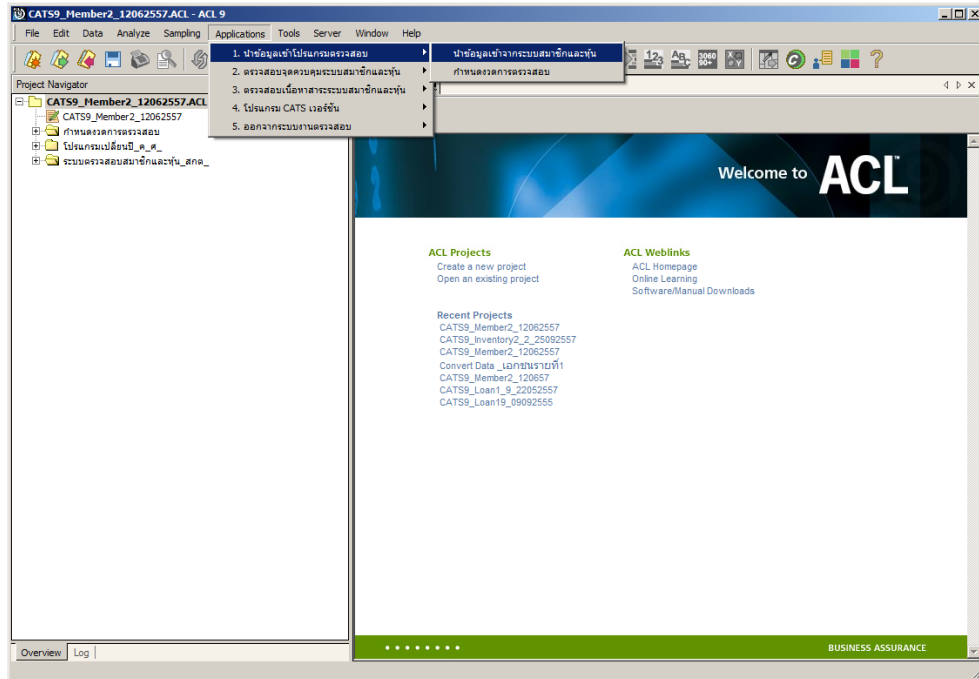 CATS9_Member2_12062557.ACL - ACL 9
File Edit Data Analyze Sampling Applications Tools Server Window Help
1. นำข้อมูลเข้าโปรแกรมตรวจสอบ
2. ตรวจสอบจุดควบคุมระบบสมาชิกและหุ้น
3. ตรวจสอบเนื้อหาสาระระบบสมาชิกและหุ้น
4. โปรแกรม CATS เวอร์ชัน
5. ออกจากระบบงานตรวจสอบ
นำข้อมูลเข้าจากระบบสมาชิกและหุ้น
กำหนดงวดการตรวจสอบ
Project Navigator
CATS9_Member2_12062557.ACL
CATS9_Member2_12062557
กำหนดงวดการตรวจสอบ
โปรแกรมเปลี่ยนปี_ค_ศ_
ระบบตรวจสอบสมาชิกและหุ้น_สกต_
Welcome to ACL™
ACL Projects
Create a new project
Open an existing project
ACL Weblinks
ACL Homepage
Online Learning
Software/Manual Downloads
Recent Projects
CATS9_Member2_12062557
CATS9_Inventory2_2_25092557
CATS9_Member2_12062557
Convert Data _เอกชนรายที่1
CATS9_Member2_120657
CATS9_Loan1_9_22052557
CATS9_Loan19_09092555
BUSINESS ASSURANCE
Overview Log